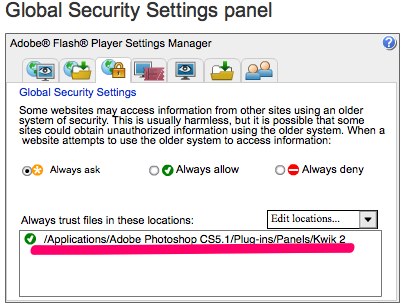 Global Security Settings panel
Adobe® Flash® Player Settings Manager
Global Security Settings
Some websites may access information from other sites using an older
system of security. This is usually harmless, but it is possible that some
sites could obtain unauthorized information using the older system. When a
website attempts to use the older system to access information:
Always ask
Always allow
Always deny
Always trust files in these locations:
Edit locations...
/Applications/Adobe Photoshop CS5.1/Plug-ins/Panels/Kwik 2